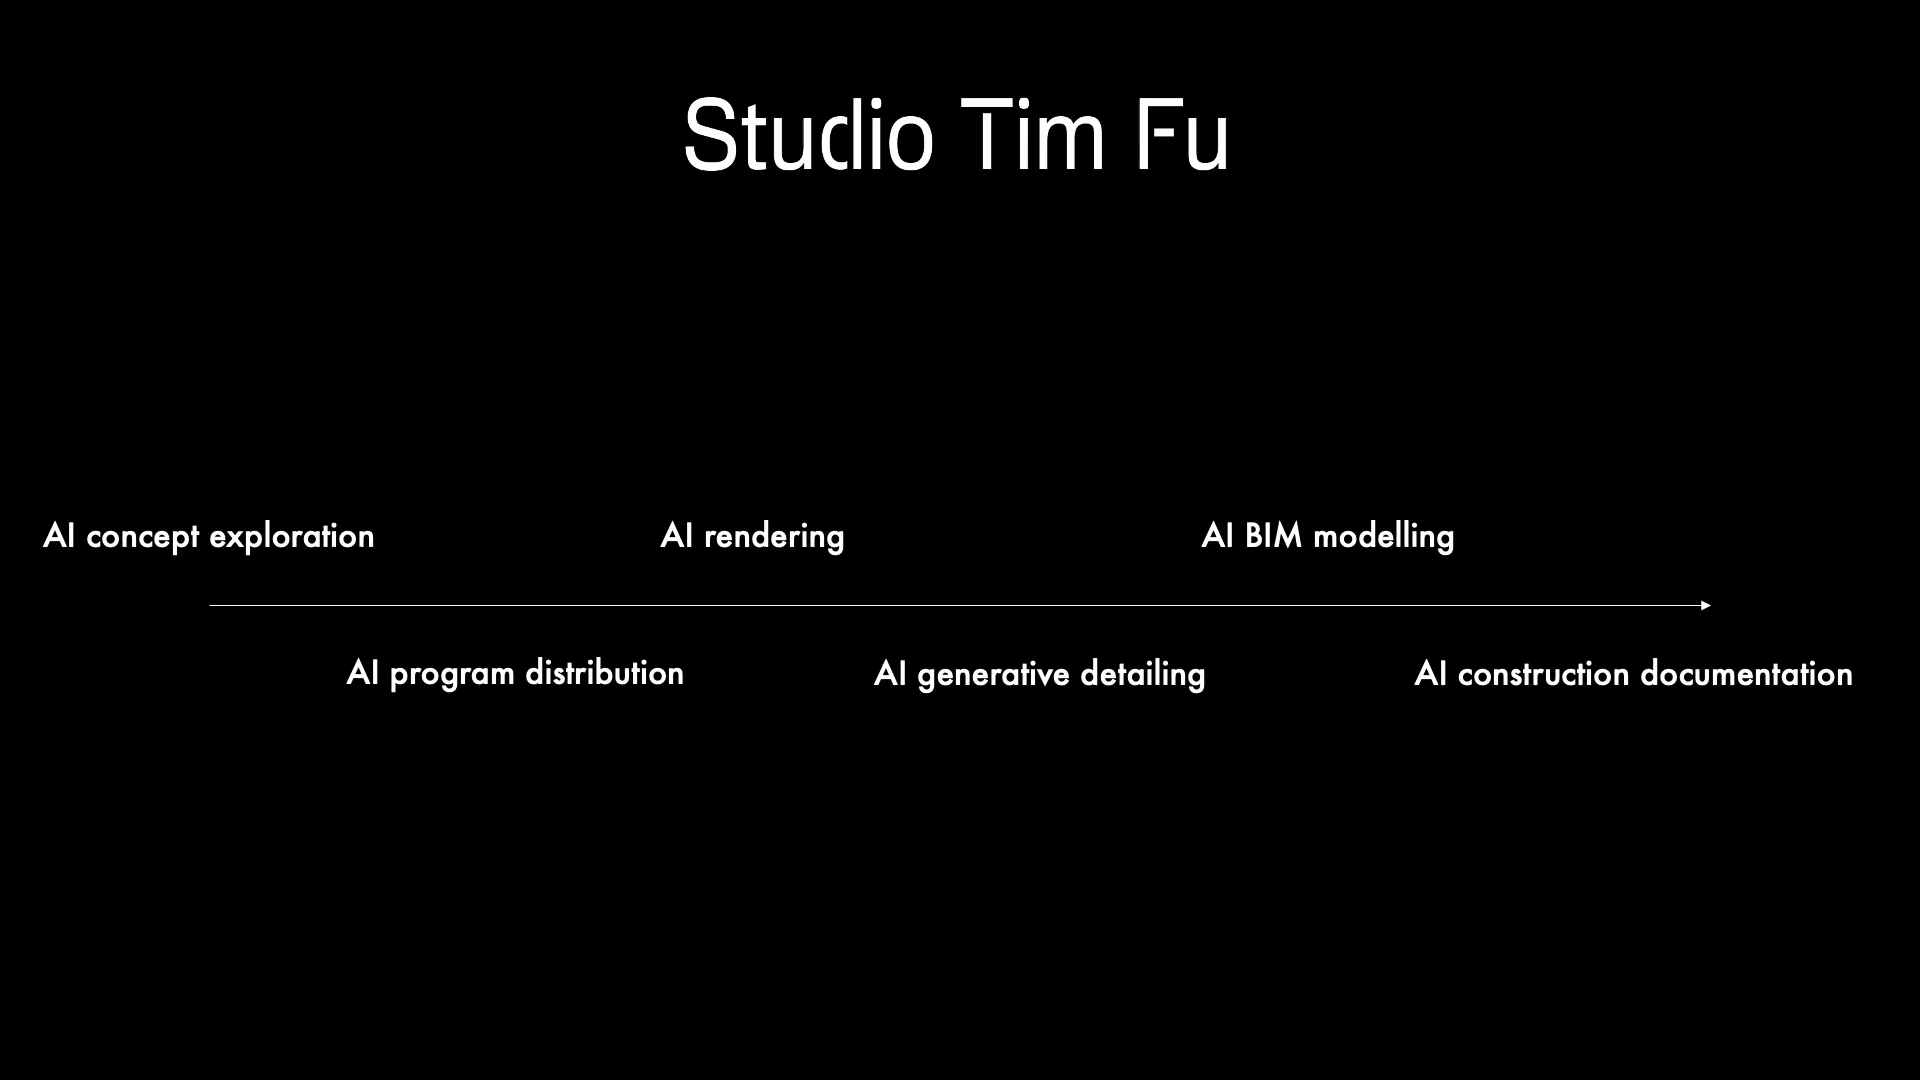 Studio Tim Fu
AI concept exploration
AI rendering
AI BIM modelling
AI program distribution
AI generative detailing
AI construction documentation